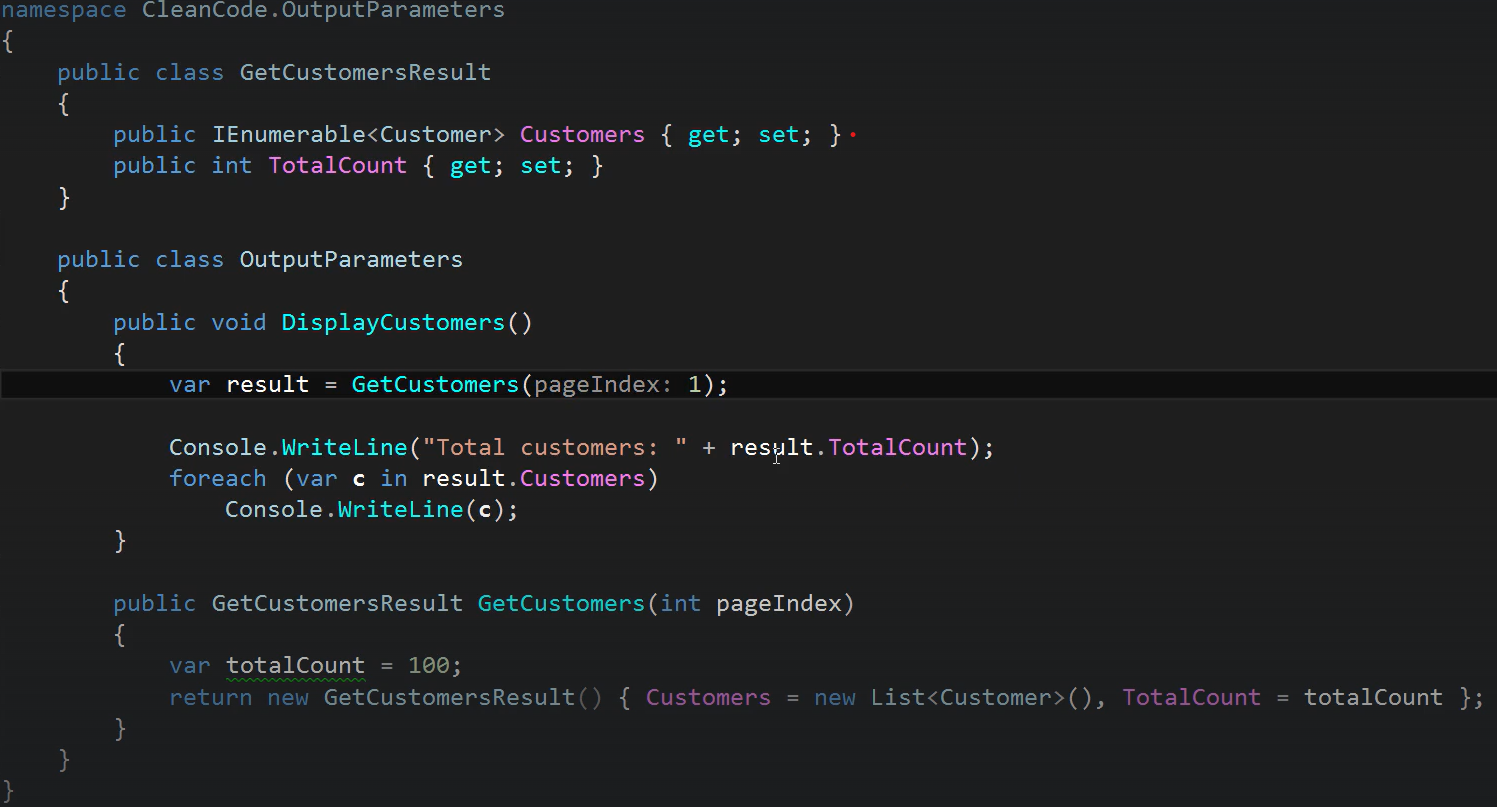 namespace CleanCode.OutputParameters
{
    public class GetCustomersResult
    {
        public IEnumerable<Customer> Customers { get; set; }
        public int TotalCount { get; set; }
    }

    public class OutputParameters
    {
        public void DisplayCustomers()
        {
            var result = GetCustomers(pageIndex: 1);

            Console.WriteLine("Total customers: " + result.TotalCount);
            foreach (var c in result.Customers)
                Console.WriteLine(c);
        }

        public GetCustomersResult GetCustomers(int pageIndex)
        {
            var totalCount = 100;
            return new GetCustomersResult() { Customers = new List<Customer>(), TotalCount = totalCount };
        }
    }
}